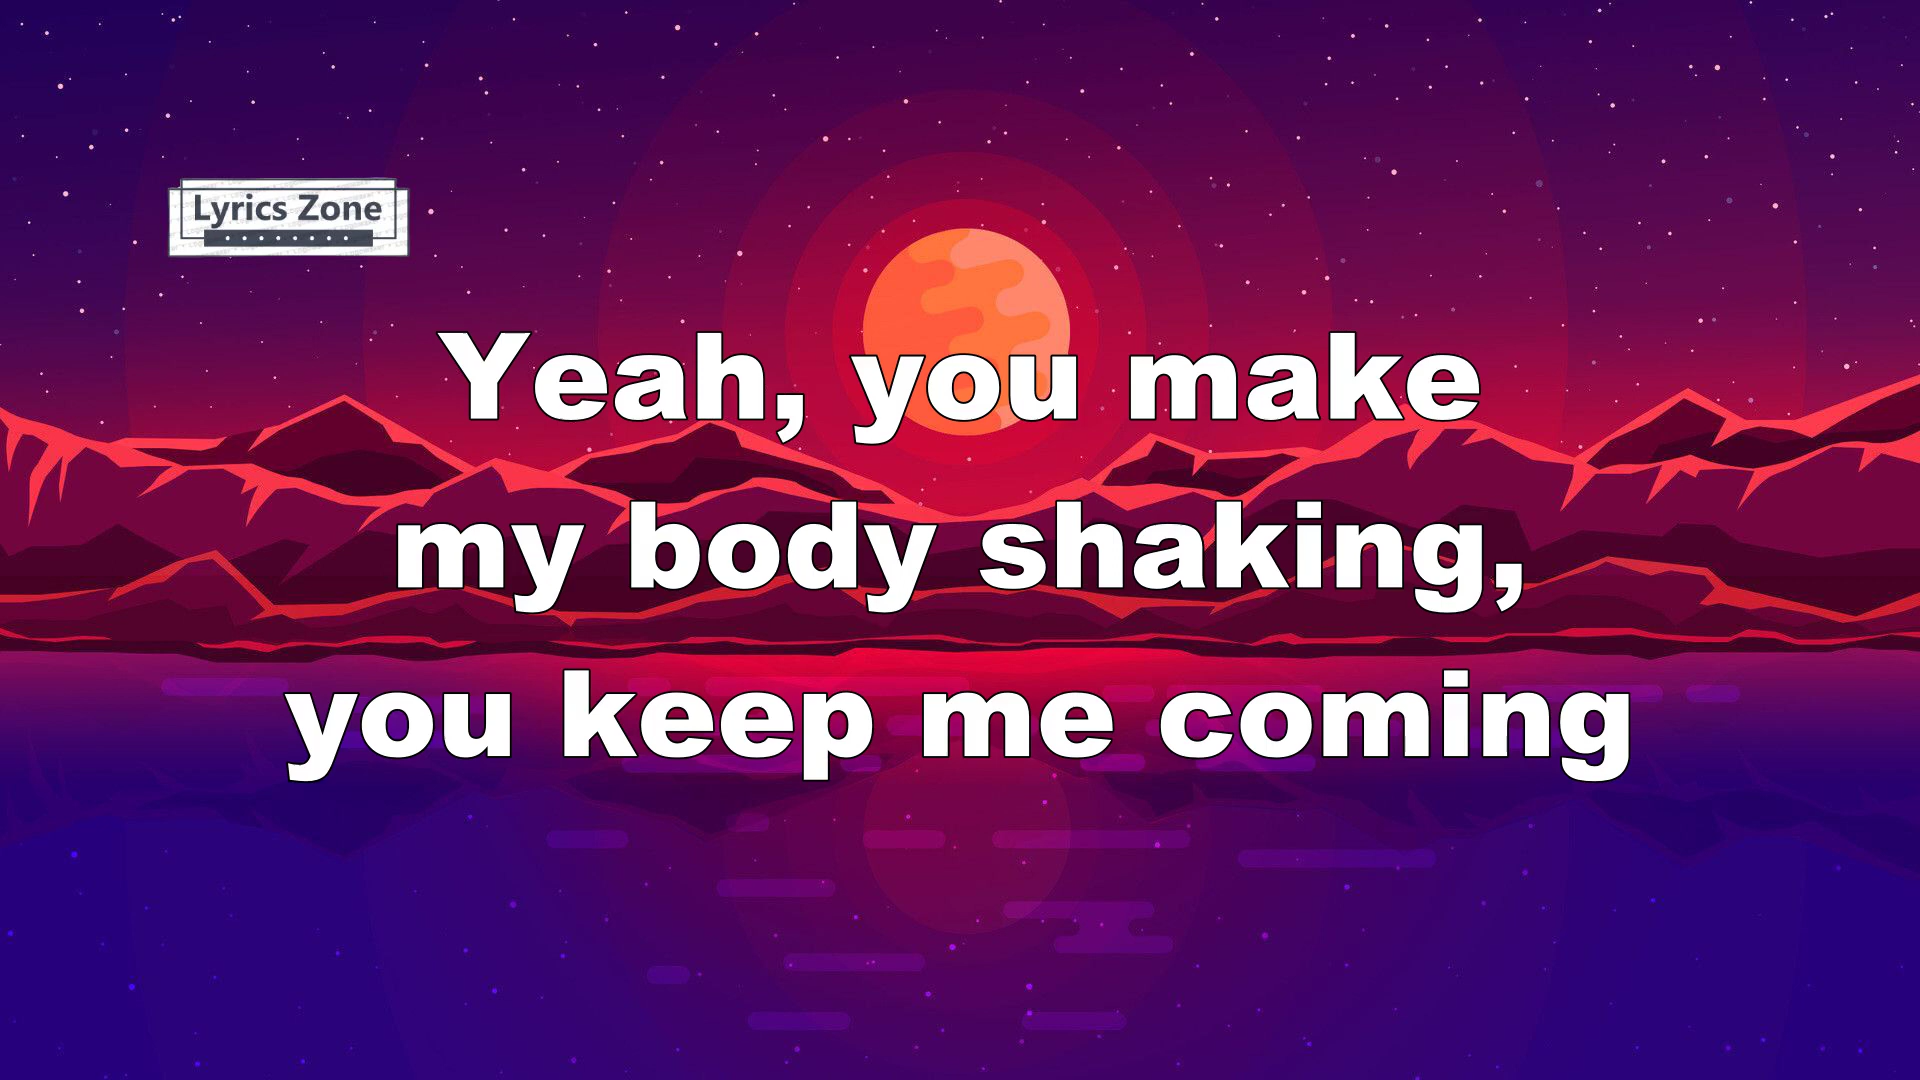 Lyrics Zone
Yeah, you make
my body shaking,
you keep me coming